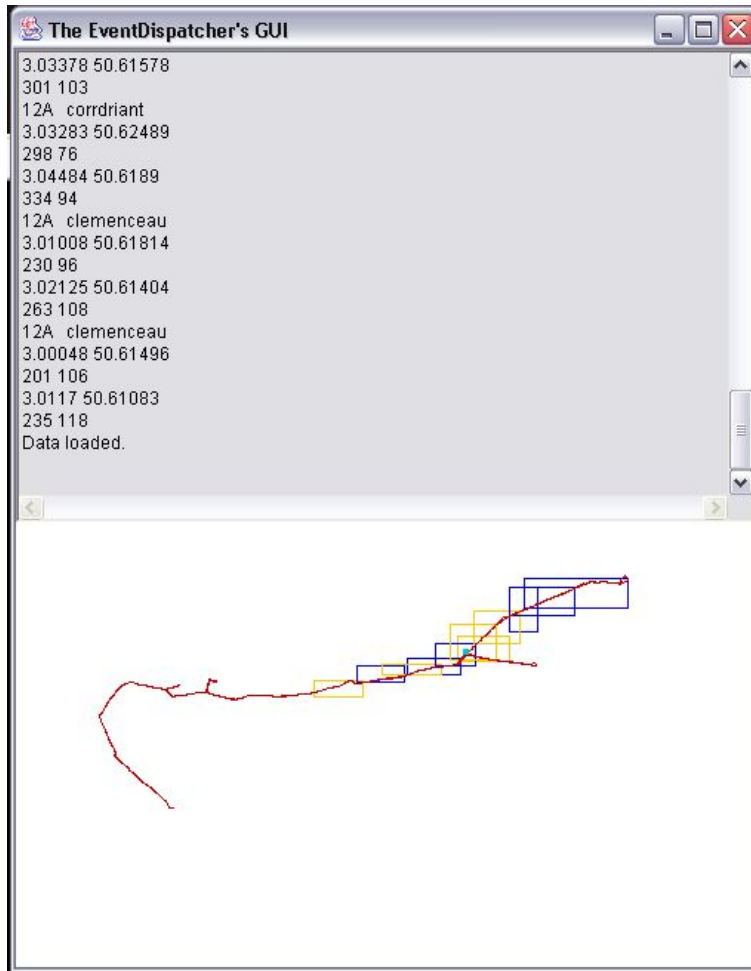 The EventDispatcher's GUI
3.03378 50.61578
301 103
12A corrdriant
3.03283 50.62489
298 76
3.04484 50.6189
334 94
12A clemenceau
3.01008 50.61814
230 96
3.02125 50.61404
263 108
12A clemenceau
3.00048 50.61496
201 106
3.0117 50.61083
235 118
Data loaded.